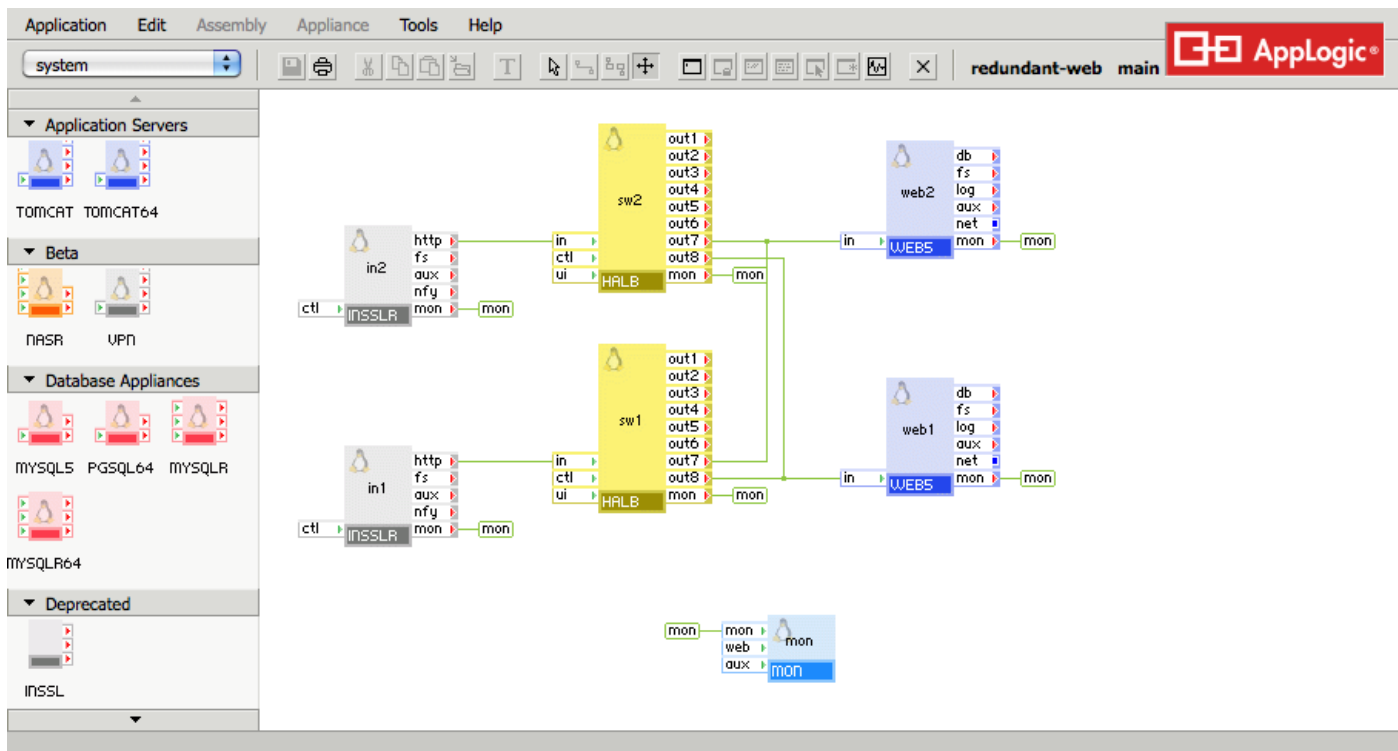 Application Edit Assembly Appliance Tools Help
system
T
redundant-web main
AppLogic
Application Servers
TOMCAT TOMCAT64
Beta
NASR VPN
Database Appliances
MYSQL5 PGSQL64 MYSQLR
MYSQLR64
Deprecated
INSSL
in2
INSSLR
ctl
http
fs
aux
nfy
mon
mon
sw2
HALB
in
ctl
ui
out1
out2
out3
out4
out5
out6
out7
out8
mon
mon
web2
WEB5
in
db
fs
log
aux
net
mon
mon
in1
INSSLR
ctl
http
fs
aux
nfy
mon
mon
sw1
HALB
in
ctl
ui
out1
out2
out3
out4
out5
out6
out7
out8
mon
mon
web1
WEB5
in
db
fs
log
aux
net
mon
mon
mon
mon
web
aux
mon
MON